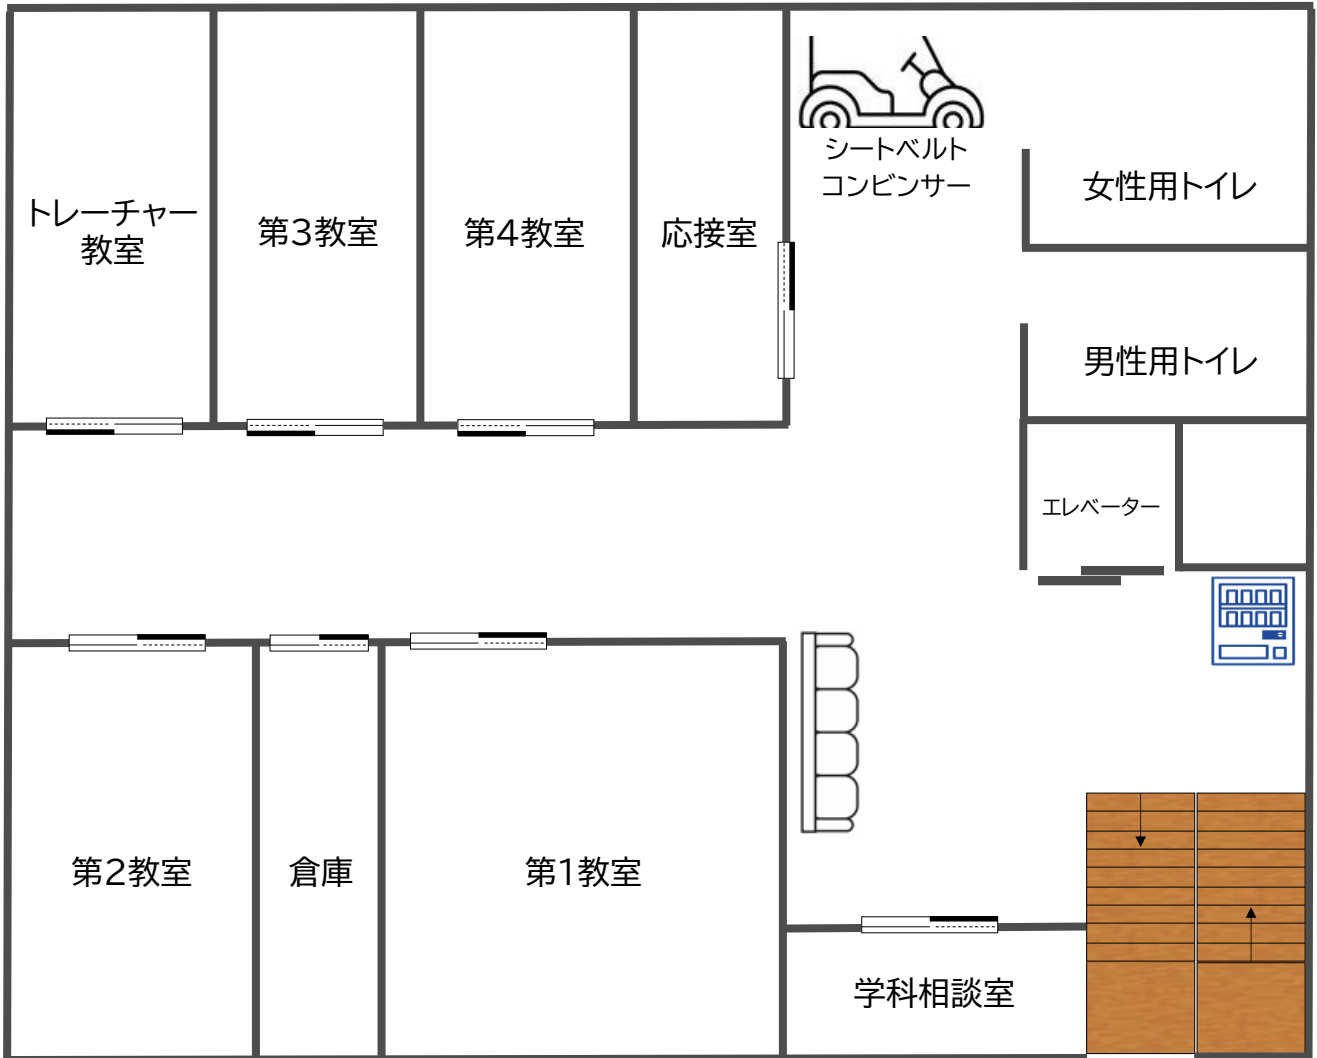 シートベルト
コンビンサー
女性用トイレ
トレーチャー
教室
第3教室
第4教室
応接室
男性用トイレ
エレベーター
第2教室
倉庫
第1教室
学科相談室